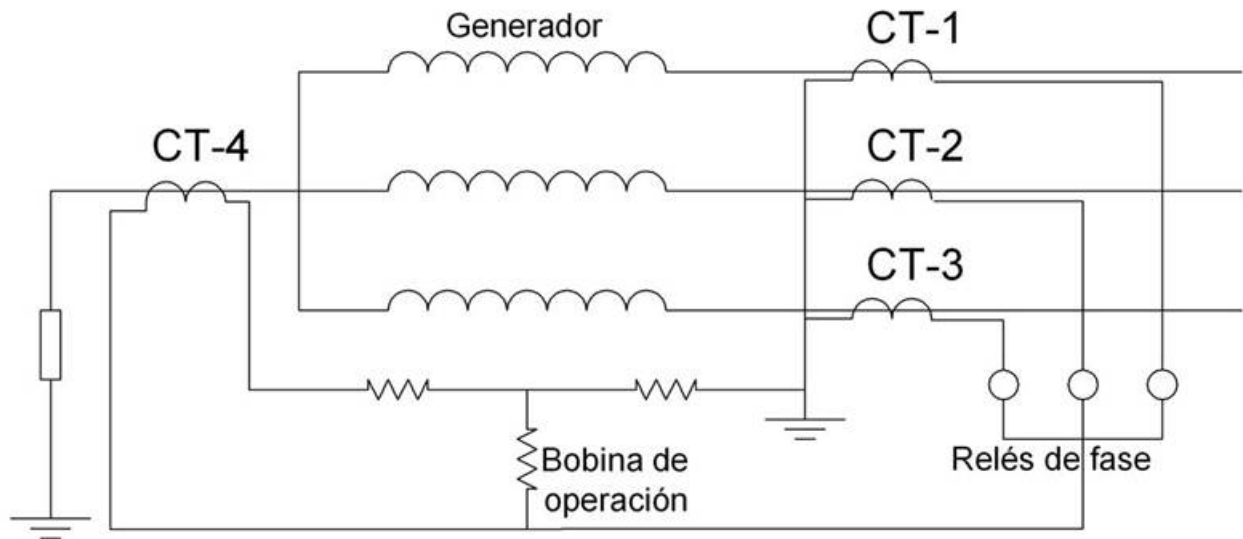 Generador
CT-1
CT-4
CT-2
CT-3
Bobina de
operación
Relés de fase